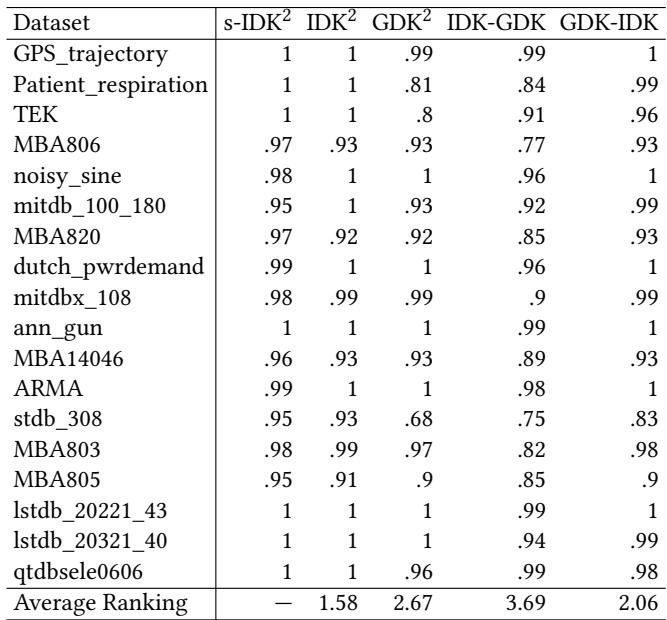 Dataset s-IDK² IDK² GDK² IDK-GDK GDK-IDK
GPS_trajectory 1 1 .99 .99 1
Patient_respiration 1 1 .81 .84 .99
TEK 1 1 .8 .91 .96
MBA806 .97 .93 .93 .77 .93
noisy_sine .98 1 1 .96 1
mitdb_100_180 .95 1 .93 .92 .99
MBA820 .97 .92 .92 .85 .93
dutch_pwrdemand .99 1 1 .96 1
mitdbx_108 .98 .99 .99 .9 .99
ann_gun 1 1 1 .99 1
MBA14046 .96 .93 .93 .89 .93
ARMA .99 1 1 .98 1
stdb_308 .95 .93 .68 .75 .83
MBA803 .98 .99 .97 .82 .98
MBA805 .95 .91 .9 .85 .9
lstdb_20221_43 1 1 1 .99 1
lstdb_20321_40 1 1 1 .94 .99
qtdbsele0606 1 1 .96 .99 .98
Average Ranking — 1.58 2.67 3.69 2.06